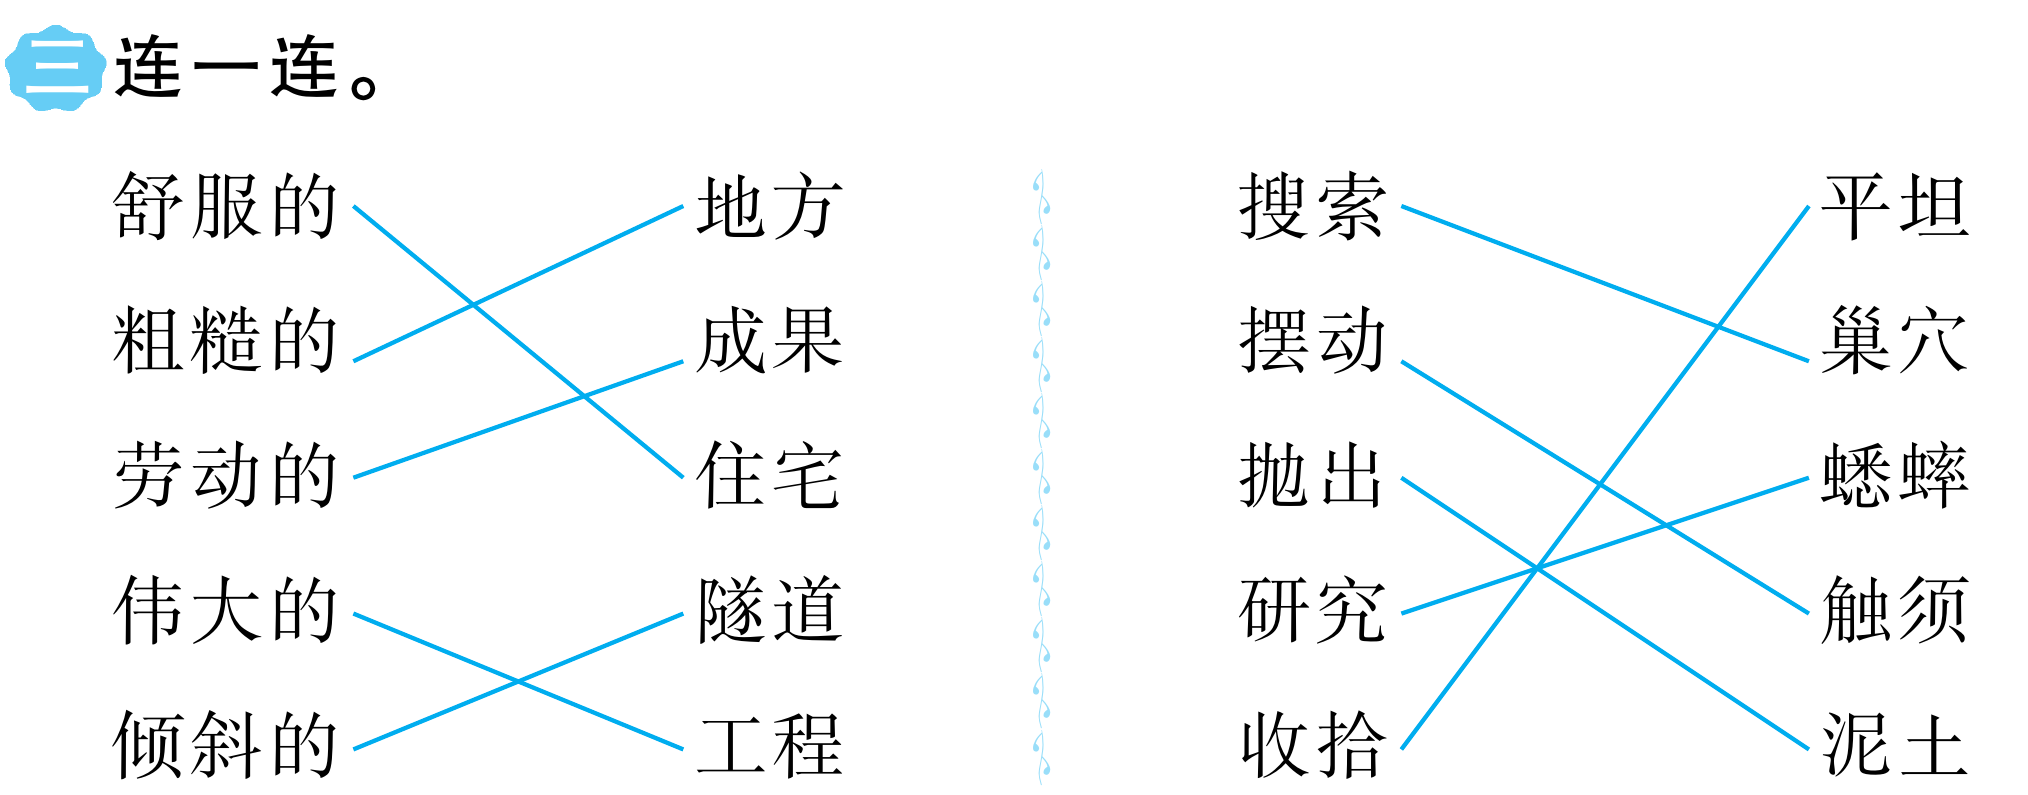 三 连一连。
舒服的 地方 搜索 平坦
粗糙的 成果 摆动 巢穴
劳动的 住宅 抛出 蟋蟀
伟大的 隧道 研究 触须
倾斜的 工程 收拾 泥土